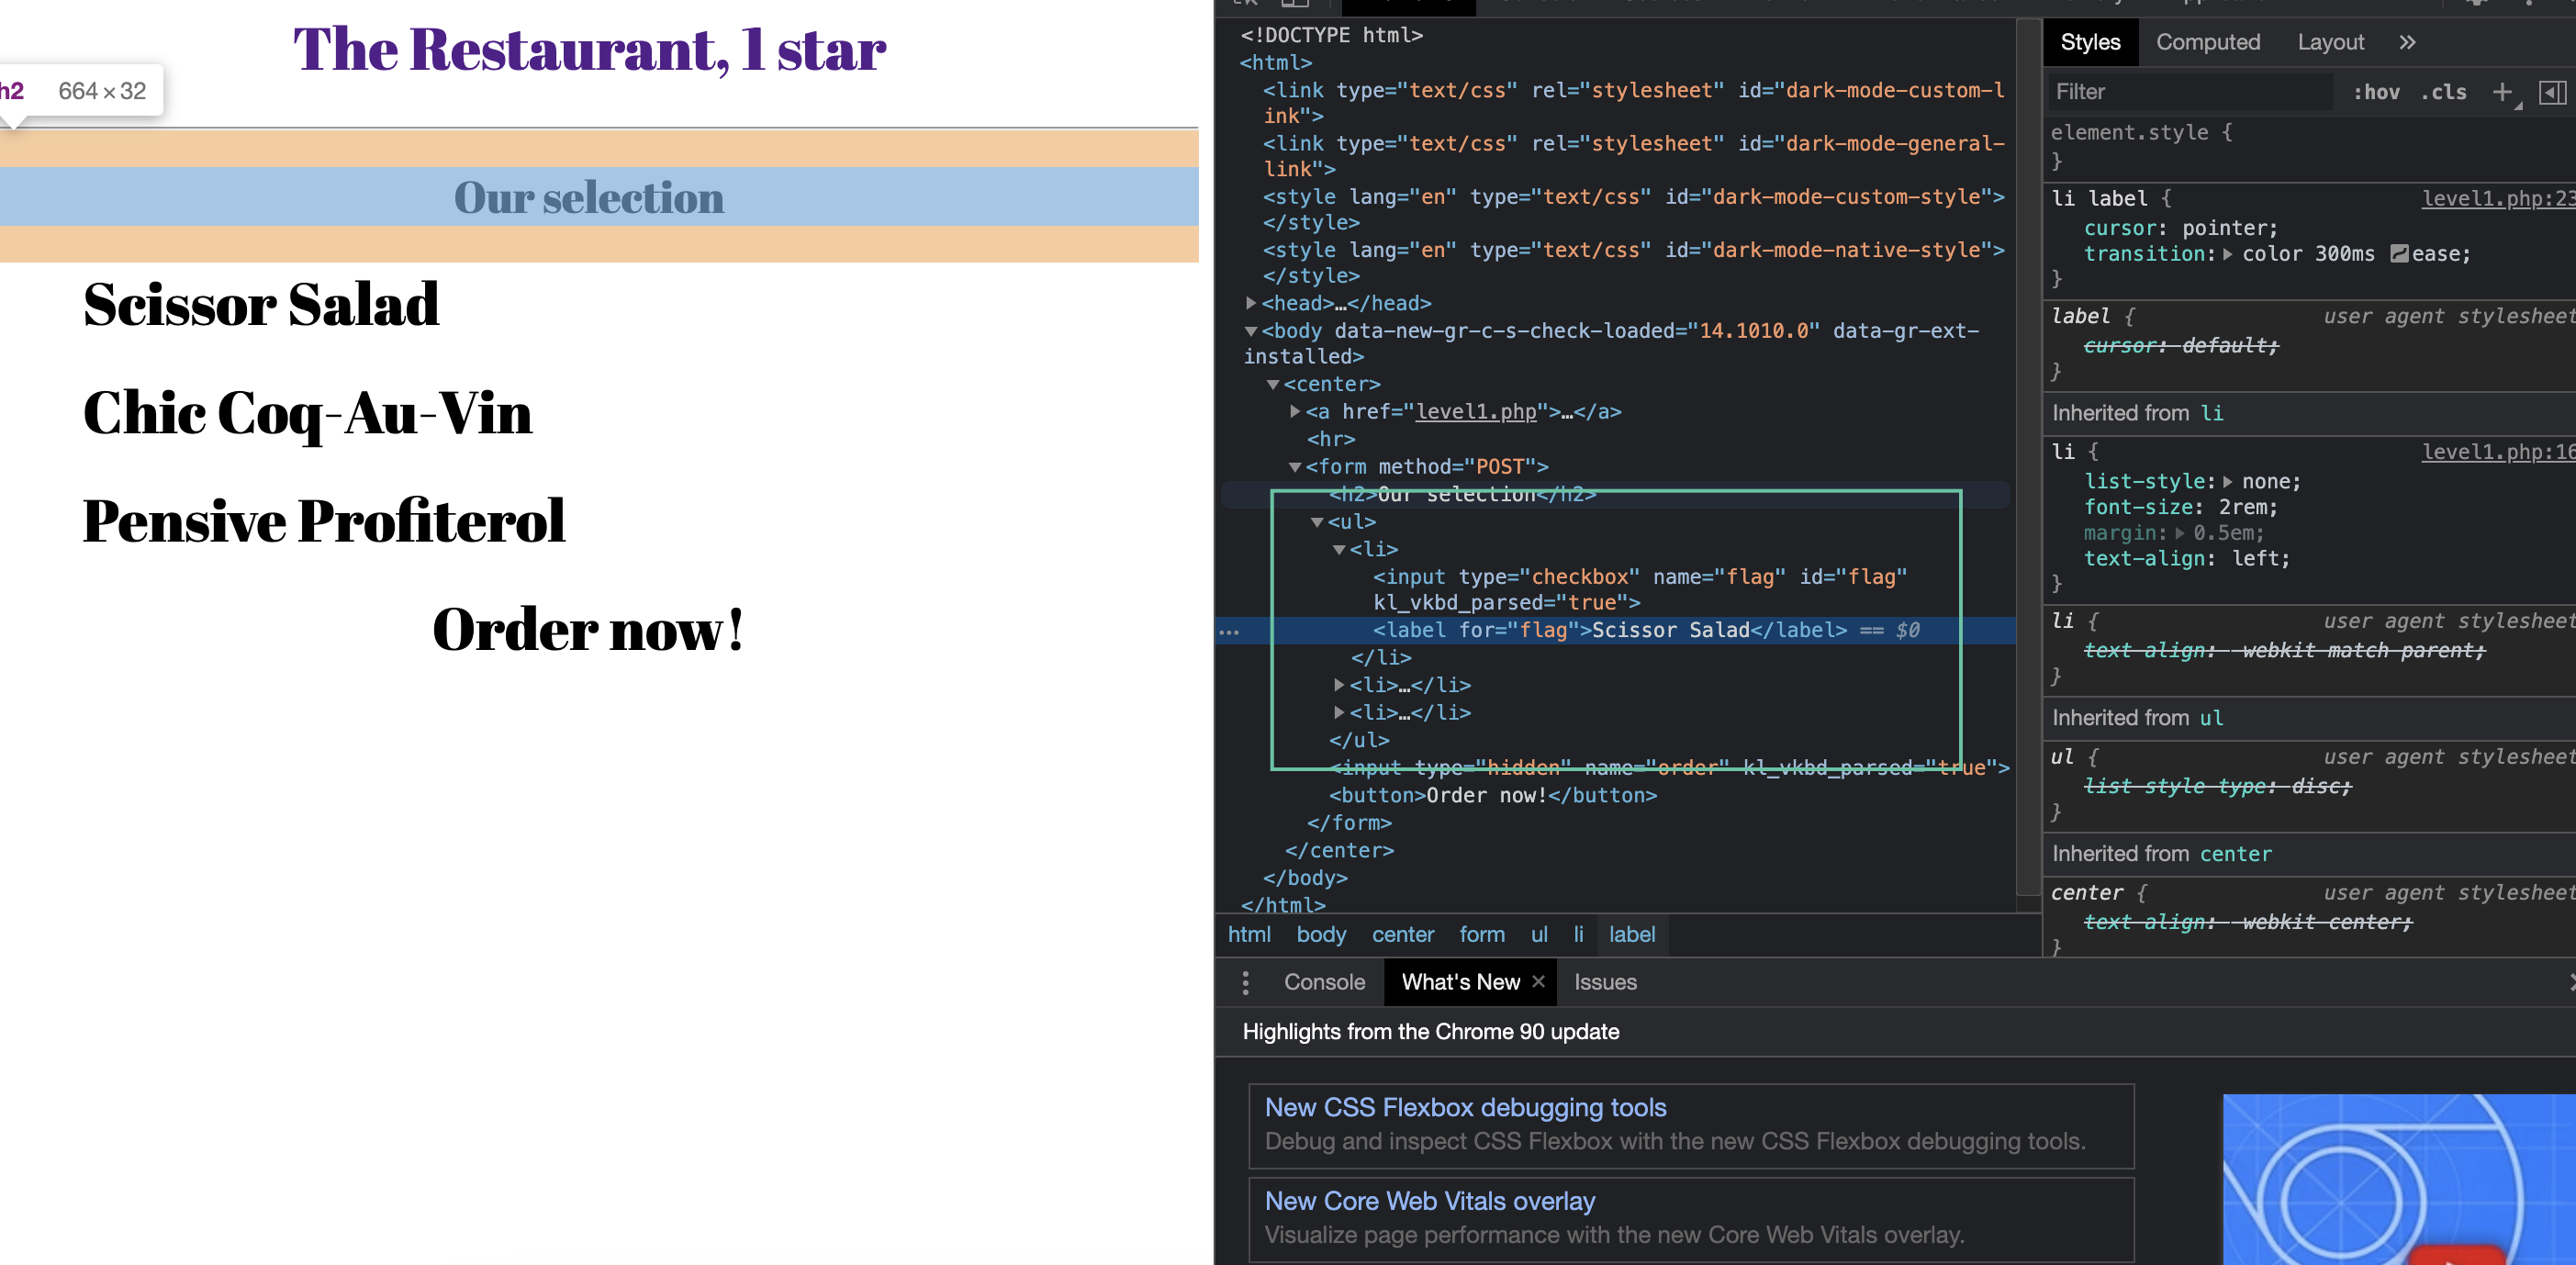 The Restaurant, 1 star
h2 664 × 32
Our selection
Scissor Salad
Chic Coq-Au-Vin
Pensive Profiterol
Order now!
<!DOCTYPE html>
<html>
<link type="text/css" rel="stylesheet" id="dark-mode-custom-l
ink">
<link type="text/css" rel="stylesheet" id="dark-mode-general-
link">
<style lang="en" type="text/css" id="dark-mode-custom-style">
</style>
<style lang="en" type="text/css" id="dark-mode-native-style">
</style>
<head>…</head>
<body data-new-gr-c-s-check-loaded="14.1010.0" data-gr-ext-
installed>
<center>
<a href="level1.php">…</a>
<hr>
<form method="POST">
<h2>Our selection</h2>
<ul>
<li>
<input type="checkbox" name="flag" id="flag"
kl_vkbd_parsed="true">
<label for="flag">Scissor Salad</label> == $0
</li>
<li>…</li>
<li>…</li>
</ul>
<input type="hidden" name="order" kl_vkbd_parsed="true">
<button>Order now!</button>
</form>
</center>
</body>
</html>
html body center form ul li label
Styles Computed Layout »
Filter :hov .cls +
element.style {
}
li label { level1.php:23
cursor: pointer;
transition: color 300ms ease;
}
label { user agent stylesheet
cursor: default;
}
Inherited from li
li { level1.php:16
list-style: none;
font-size: 2rem;
margin: 0.5em;
text-align: left;
}
li { user agent stylesheet
text-align: -webkit-match-parent;
}
Inherited from ul
ul { user agent stylesheet
list-style-type: disc;
}
Inherited from center
center { user agent stylesheet
text-align: -webkit-center;
}
Console What's New × Issues
Highlights from the Chrome 90 update
New CSS Flexbox debugging tools
Debug and inspect CSS Flexbox with the new CSS Flexbox debugging tools.
New Core Web Vitals overlay
Visualize page performance with the new Core Web Vitals overlay.